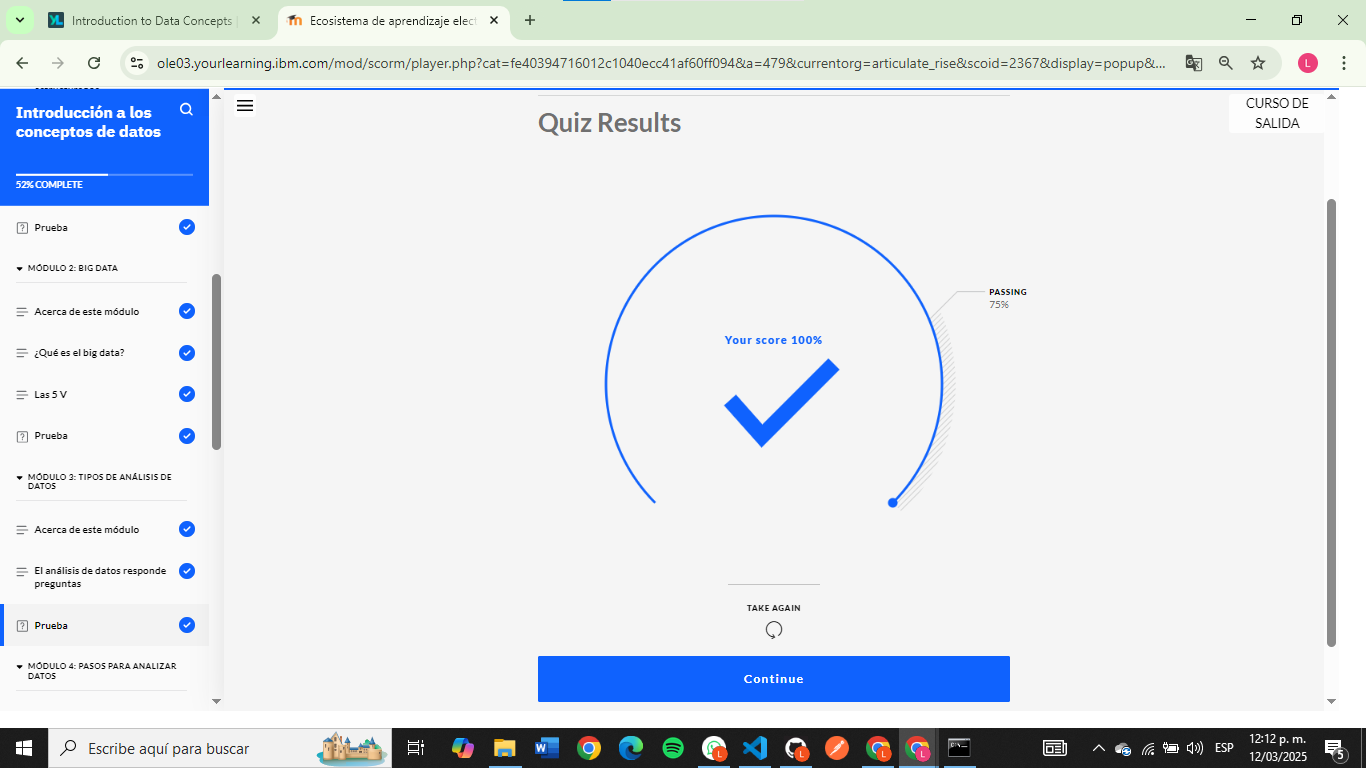 Introduction to Data Concepts
Ecosistema de aprendizaje elect
ole03.yourlearning.ibm.com/mod/scorm/player.php?cat=fe40394716012c1040ecc41af60ff094&a=479&currentorg=articulate_rise&scoid=2367&display=popup&...
L
Introducción a los
conceptos de datos
52% COMPLETE
Prueba
MÓDULO 2: BIG DATA
Acerca de este módulo
¿Qué es el big data?
Las 5 V
Prueba
MÓDULO 3: TIPOS DE ANÁLISIS DE
DATOS
Acerca de este módulo
El análisis de datos responde
preguntas
Prueba
MÓDULO 4: PASOS PARA ANALIZAR
DATOS
CURSO DE
SALIDA
Quiz Results
PASSING
75%
Your score 100%
TAKE AGAIN
Continue
Escribe aquí para buscar
ESP
12:12 p. m.
12/03/2025
5